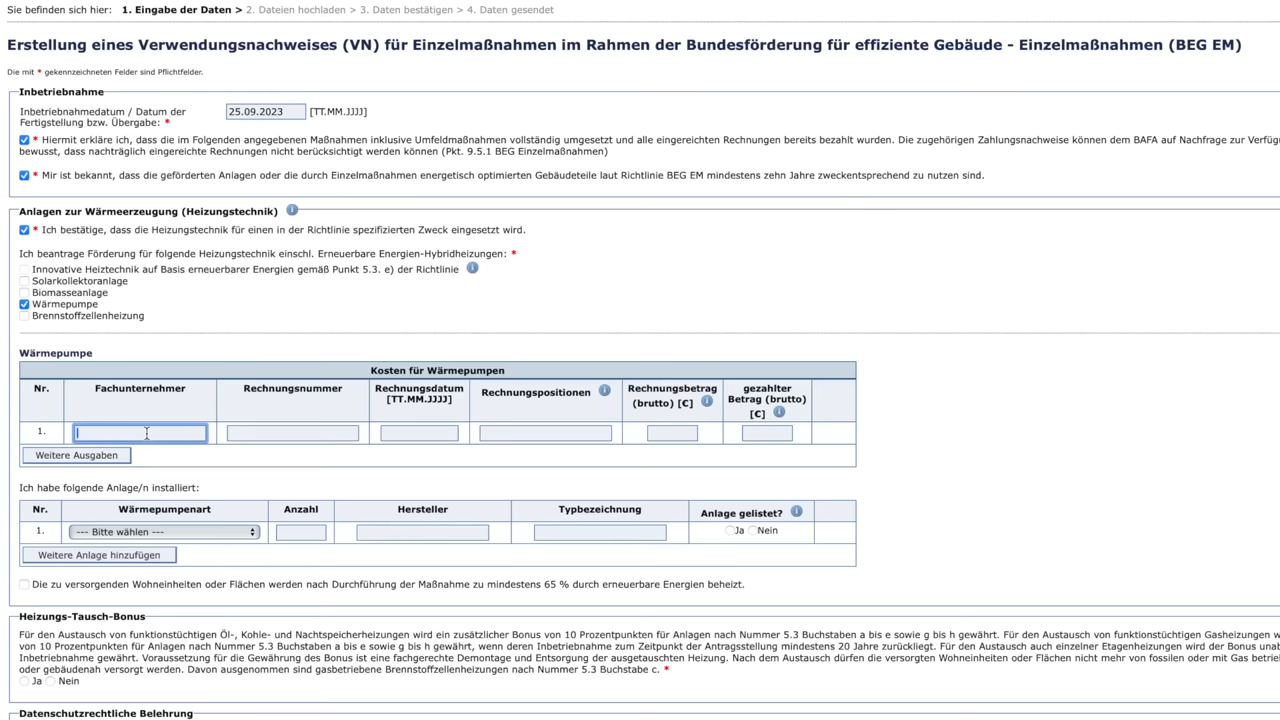 Sie befinden sich hier: 1. Eingabe der Daten > 2. Dateien hochladen > 3. Daten bestätigen > 4. Daten gesendet
Erstellung eines Verwendungsnachweises (VN) für Einzelmaßnahmen im Rahmen der Bundesförderung für effiziente Gebäude - Einzelmaßnahmen (BEG EM)
Die mit * gekennzeichneten Felder sind Pflichtfelder.
Inbetriebnahme
Inbetriebnahmedatum / Datum der
Fertigstellung bzw. Übergabe: * 25.09.2023 [TT.MM.JJJJ]
* Hiermit erkläre ich, dass die im Folgenden angegebenen Maßnahmen inklusive Umfeldmaßnahmen vollständig umgesetzt und alle eingereichten Rechnungen bereits bezahlt wurden. Die zugehörigen Zahlungsnachweise können dem BAFA auf Nachfrage zur Verfü
bewusst, dass nachträglich eingereichte Rechnungen nicht berücksichtigt werden können (Pkt. 9.5.1 BEG Einzelmaßnahmen)
* Mir ist bekannt, dass die geförderten Anlagen oder die durch Einzelmaßnahmen energetisch optimierten Gebäudeteile laut Richtlinie BEG EM mindestens zehn Jahre zweckentsprechend zu nutzen sind.
Anlagen zur Wärmeerzeugung (Heizungstechnik) i
* Ich bestätige, dass die Heizungstechnik für einen in der Richtlinie spezifizierten Zweck eingesetzt wird.
Ich beantrage Förderung für folgende Heizungstechnik einschl. Erneuerbare Energien-Hybridheizungen: *
Innovative Heiztechnik auf Basis erneuerbarer Energien gemäß Punkt 5.3. e) der Richtlinie i
Solarkollektoranlage
Biomasseanlage
Wärmepumpe
Brennstoffzellenheizung
Wärmepumpe
Kosten für Wärmepumpen
Nr. Fachunternehmer Rechnungsnummer Rechnungsdatum [TT.MM.JJJJ] Rechnungspositionen i Rechnungsbetrag (brutto) [€] i gezahlter Betrag (brutto) [€] i
1.
Weitere Ausgaben
Ich habe folgende Anlage/n installiert:
Nr. Wärmepumpenart Anzahl Hersteller Typbezeichnung Anlage gelistet? i
1. --- Bitte wählen --- Ja Nein
Weitere Anlage hinzufügen
Die zu versorgenden Wohneinheiten oder Flächen werden nach Durchführung der Maßnahme zu mindestens 65 % durch erneuerbare Energien beheizt.
Heizungs-Tausch-Bonus
Für den Austausch von funktionstüchtigen Öl-, Kohle- und Nachtspeicherheizungen wird ein zusätzlicher Bonus von 10 Prozentpunkten für Anlagen nach Nummer 5.3 Buchstaben a bis e sowie g bis h gewährt. Für den Austausch von funktionstüchtigen Gasheizungen w
von 10 Prozentpunkten für Anlagen nach Nummer 5.3 Buchstaben a bis e sowie g bis h gewährt, wenn deren Inbetriebnahme zum Zeitpunkt der Antragsstellung mindestens 20 Jahre zurückliegt. Für den Austausch auch einzelner Etagenheizungen wird der Bonus unab
Inbetriebnahme gewährt. Voraussetzung für die Gewährung des Bonus ist eine fachgerechte Demontage und Entsorgung der ausgetauschten Heizung. Nach dem Austausch dürfen die versorgten Wohneinheiten oder Flächen nicht mehr von fossilen oder mit Gas betrie
oder gebäudenah versorgt werden. Davon ausgenommen sind gasbetriebene Brennstoffzellenheizungen nach Nummer 5.3 Buchstabe c. *
Ja Nein
Datenschutzrechtliche Belehrung